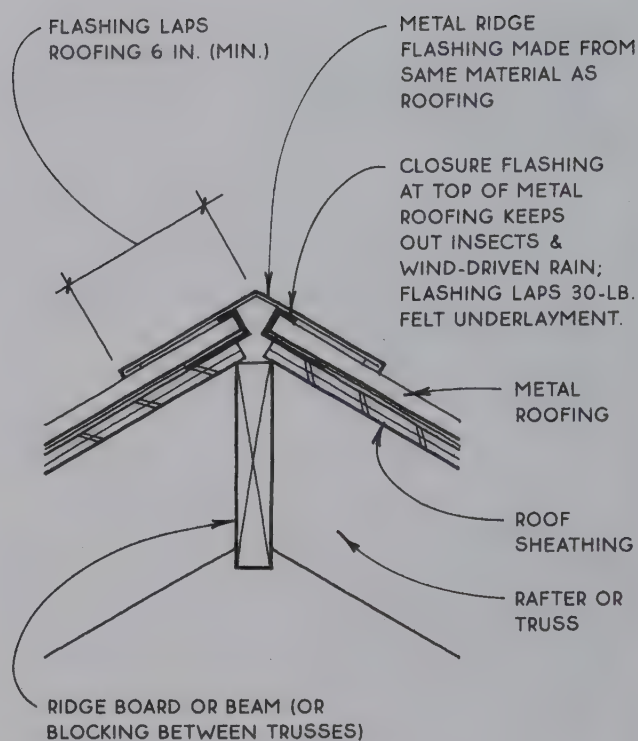 FLASHING LAPS
ROOFING 6 IN. (MIN.)
METAL RIDGE
FLASHING MADE FROM
SAME MATERIAL AS
ROOFING
CLOSURE FLASHING
AT TOP OF METAL
ROOFING KEEPS
OUT INSECTS &
WIND-DRIVEN RAIN;
FLASHING LAPS 30-LB.
FELT UNDERLAYMENT.
METAL
ROOFING
ROOF
SHEATHING
RAFTER OR
TRUSS
RIDGE BOARD OR BEAM (OR
BLOCKING BETWEEN TRUSSES)